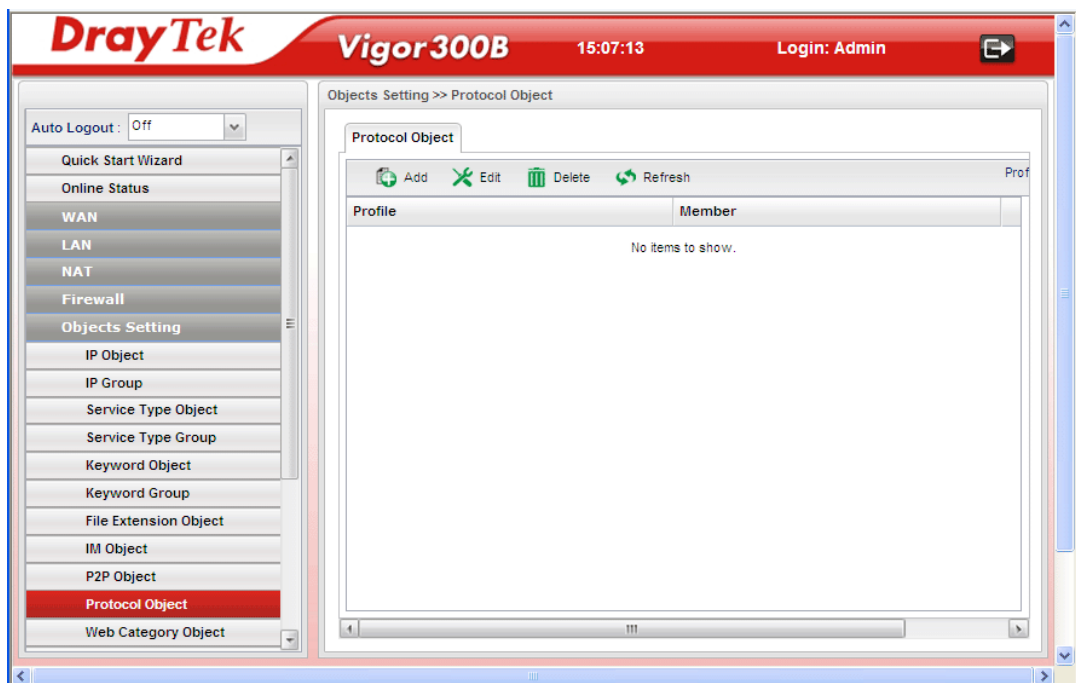 DrayTek
Vigor300B 15:07:13 Login: Admin
Auto Logout : Off
Quick Start Wizard
Online Status
WAN
LAN
NAT
Firewall
Objects Setting
IP Object
IP Group
Service Type Object
Service Type Group
Keyword Object
Keyword Group
File Extension Object
IM Object
P2P Object
Protocol Object
Web Category Object
Objects Setting >> Protocol Object
Protocol Object
Add Edit Delete Refresh Prof
Profile Member
No items to show.